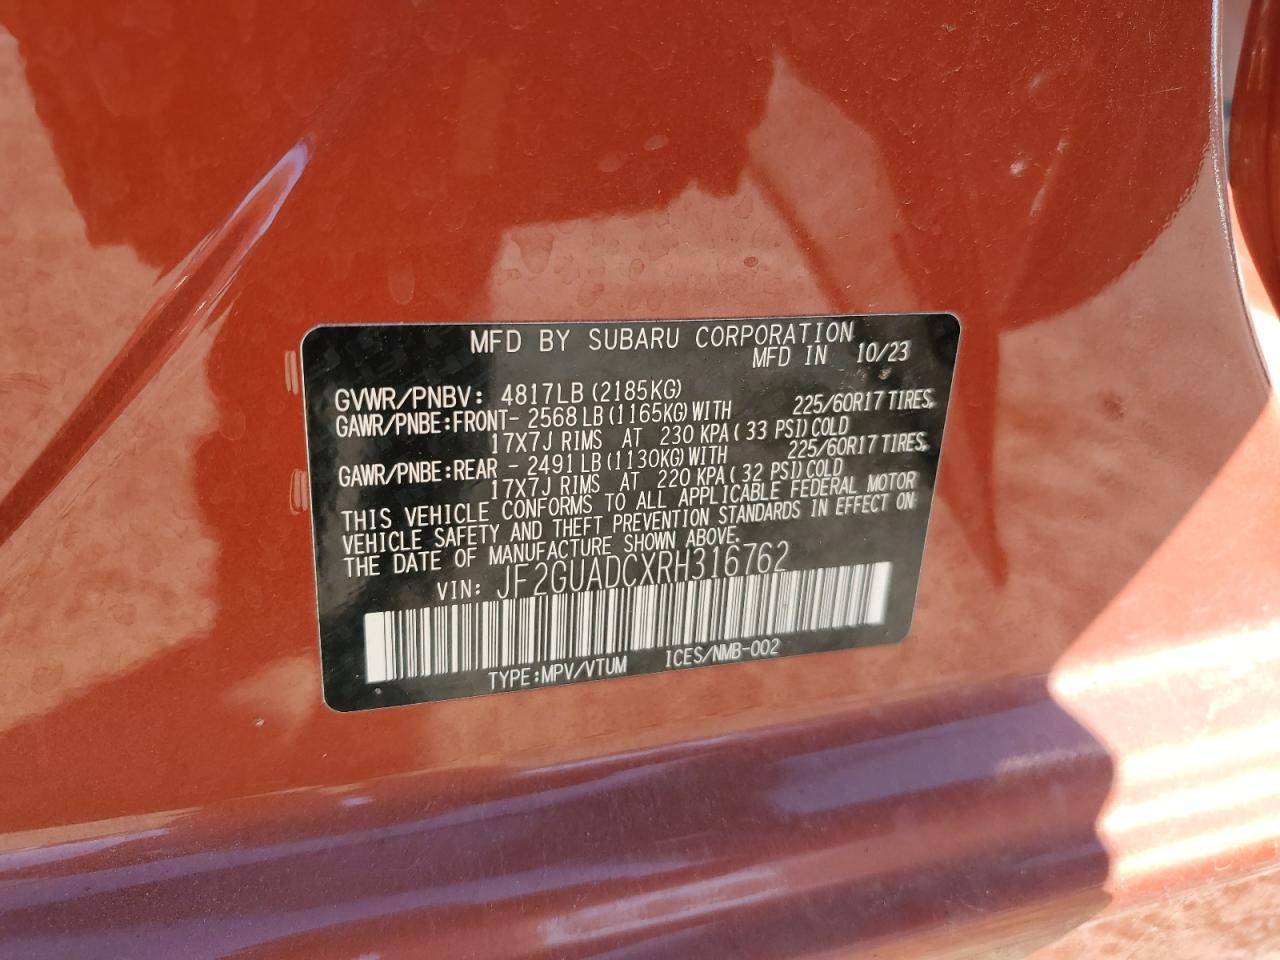 MFD BY SUBARU CORPORATION
MFD IN 10/23
GVWR/PNBV: 4817LB (2185KG)
GAWR/PNBE:FRONT- 2568 LB (1165KG) WITH 225/60R17 TIRES,
17X7J RIMS AT 230 KPA ( 33 PSI) COLD
GAWR/PNBE:REAR - 2491 LB (1130KG) WITH 225/60R17 TIRES,
17X7J RIMS AT 220 KPA ( 32 PSI) COLD
THIS VEHICLE CONFORMS TO ALL APPLICABLE FEDERAL MOTOR
VEHICLE SAFETY AND THEFT PREVENTION STANDARDS IN EFFECT ON
THE DATE OF MANUFACTURE SHOWN ABOVE.
VIN: JF2GUADCXRH316762
TYPE:MPV/VTUM ICES/NMB-002